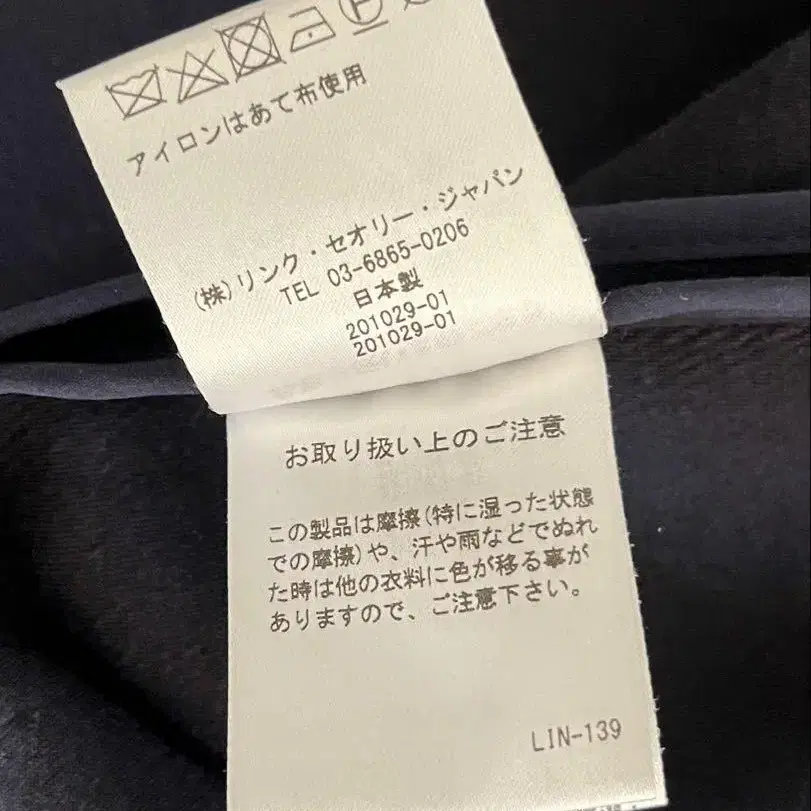 アイロンはあて布使用
(株)リンク・セオリー・ジャパン
TEL 03-6865-0206
日本製
201029-01
201029-01
お取り扱い上のご注意
この製品は摩擦(特に湿った状態
での摩擦)や、汗や雨などでぬれ
た時は他の衣料に色が移る事が
ありますので、ご注意下さい。
LIN-139